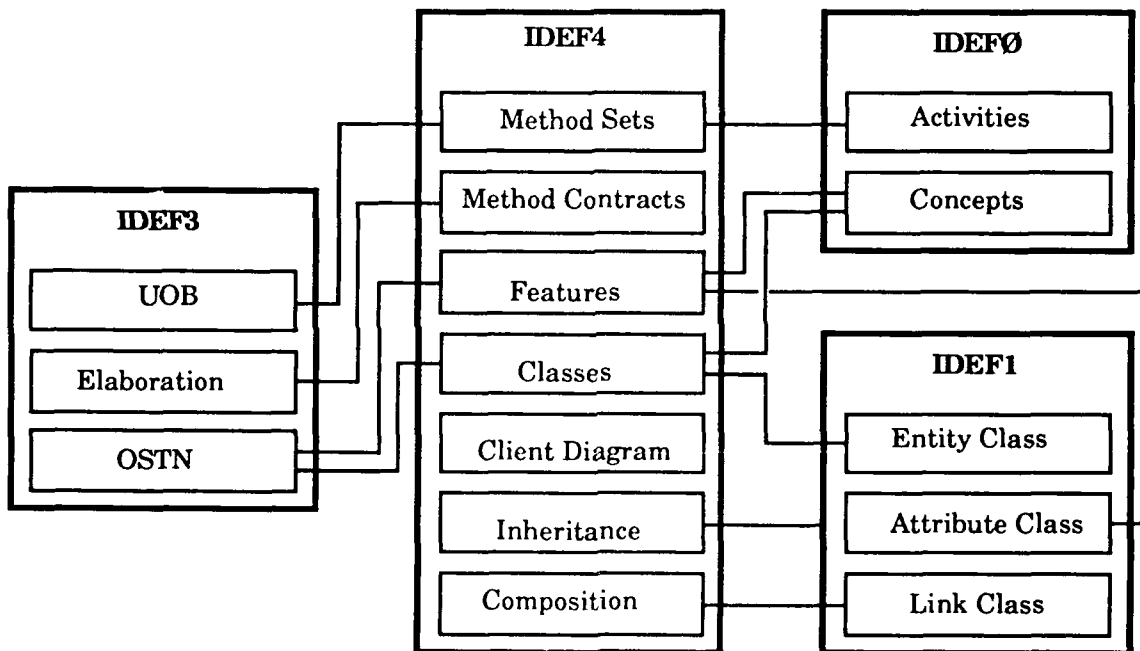 IDEF3
UOB
Elaboration
OSTN
IDEF4
Method Sets
Method Contracts
Features
Classes
Client Diagram
Inheritance
Composition
IDEFØ
Activities
Concepts
IDEF1
Entity Class
Attribute Class
Link Class